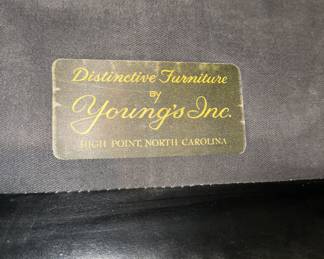 Distinctive Furniture
BY
Young's Inc.
HIGH POINT, NORTH CAROLINA